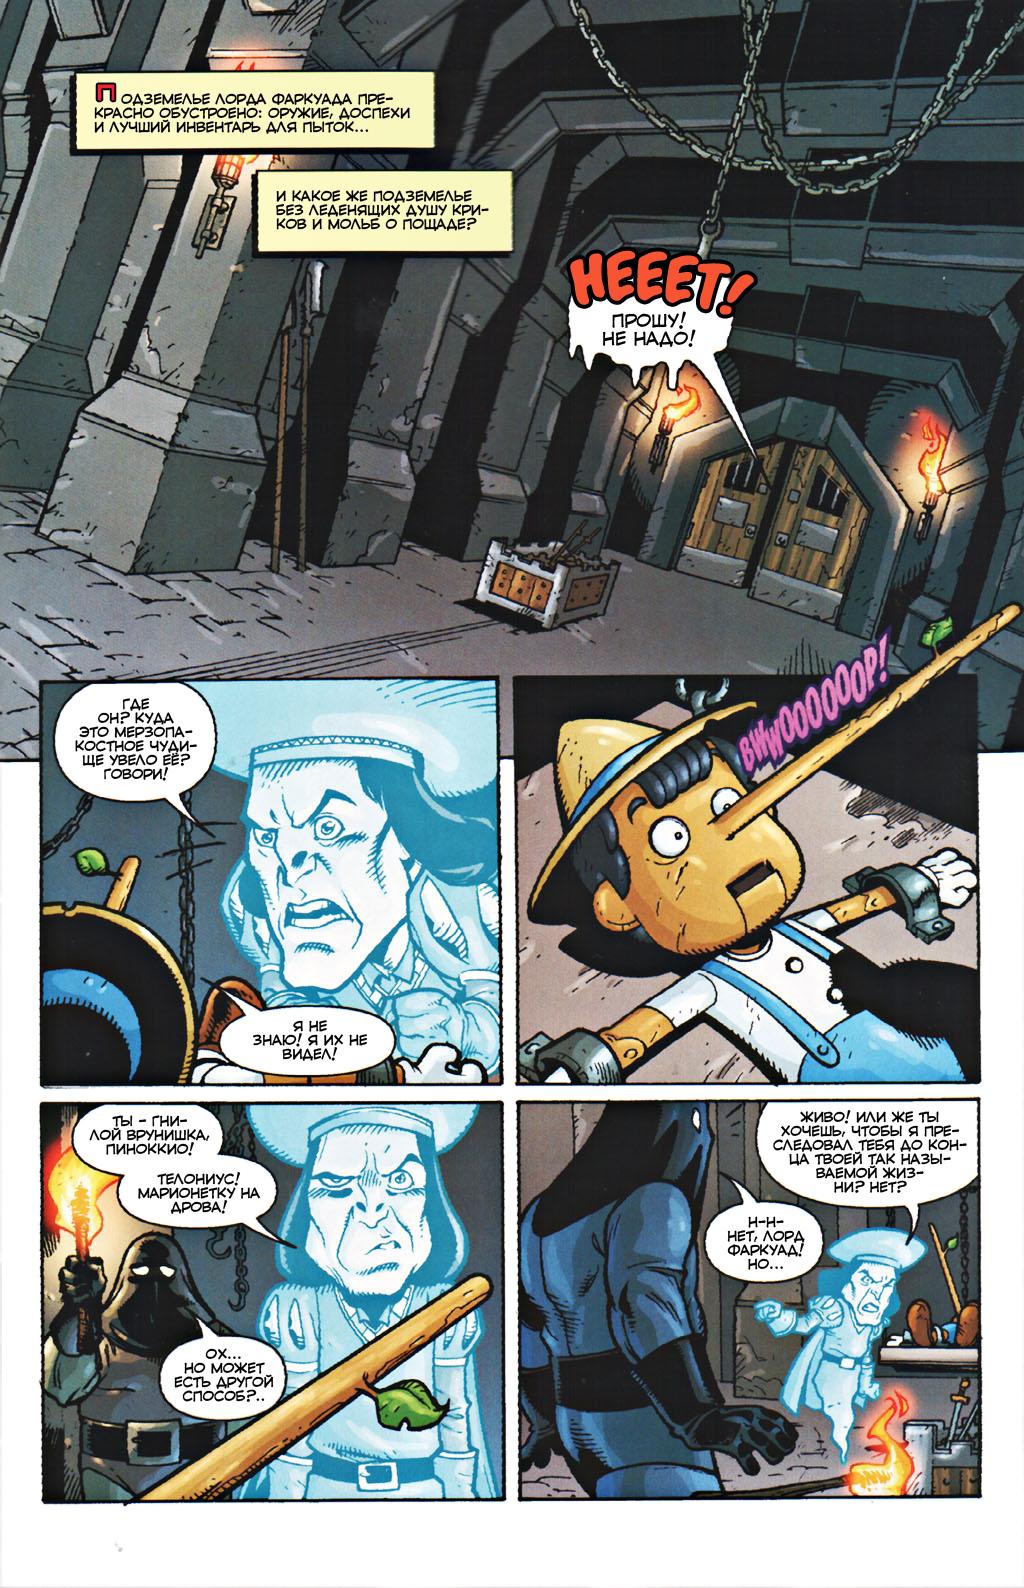 ПОДЗЕМЕЛЬЕ ЛОРДА ФАРКУАДА ПРЕ-
КРАСНО ОБУСТРОЕНО: ОРУЖИЕ, ДОСПЕХИ
И ЛУЧШИЙ ИНВЕНТАРЬ ДЛЯ ПЫТОК...
И КАКОЕ ЖЕ ПОДЗЕМЕЛЬЕ
БЕЗ ЛЕДЕНЯЩИХ ДУШУ КРИ-
КОВ И МОЛЬБ О ПОЩАДЕ?
НЕЕЕТ!
ПРОШУ!
НЕ НАДО!
ГДЕ
ОН? КУДА
ЭТО МЕРЗОПА-
КОСТНОЕ ЧУДИ-
ЩЕ УВЕЛО ЕЁ?
ГОВОРИ!
Я НЕ
ЗНАЮ! Я ИХ НЕ
ВИДЕЛ!
BWWOOOOOOP!
ТЫ - ГНИ-
ЛОЙ ВРУНИШКА,
ПИНОККИО!
ТЕЛОНИУС!
МАРИОНЕТКУ НА
ДРОВА!
ОХ...
НО МОЖЕТ
ЕСТЬ ДРУГОЙ
СПОСОБ?..
ЖИВО! ИЛИ ЖЕ ТЫ
ХОЧЕШЬ, ЧТОБЫ Я ПРЕ-
СЛЕДОВАЛ ТЕБЯ ДО КОН-
ЦА ТВОЕЙ ТАК НАЗЫ-
ВАЕМОЙ ЖИЗ-
НИ? НЕТ?
Н-Н-
НЕТ, ЛОРД
ФАРКУАД!
НО...